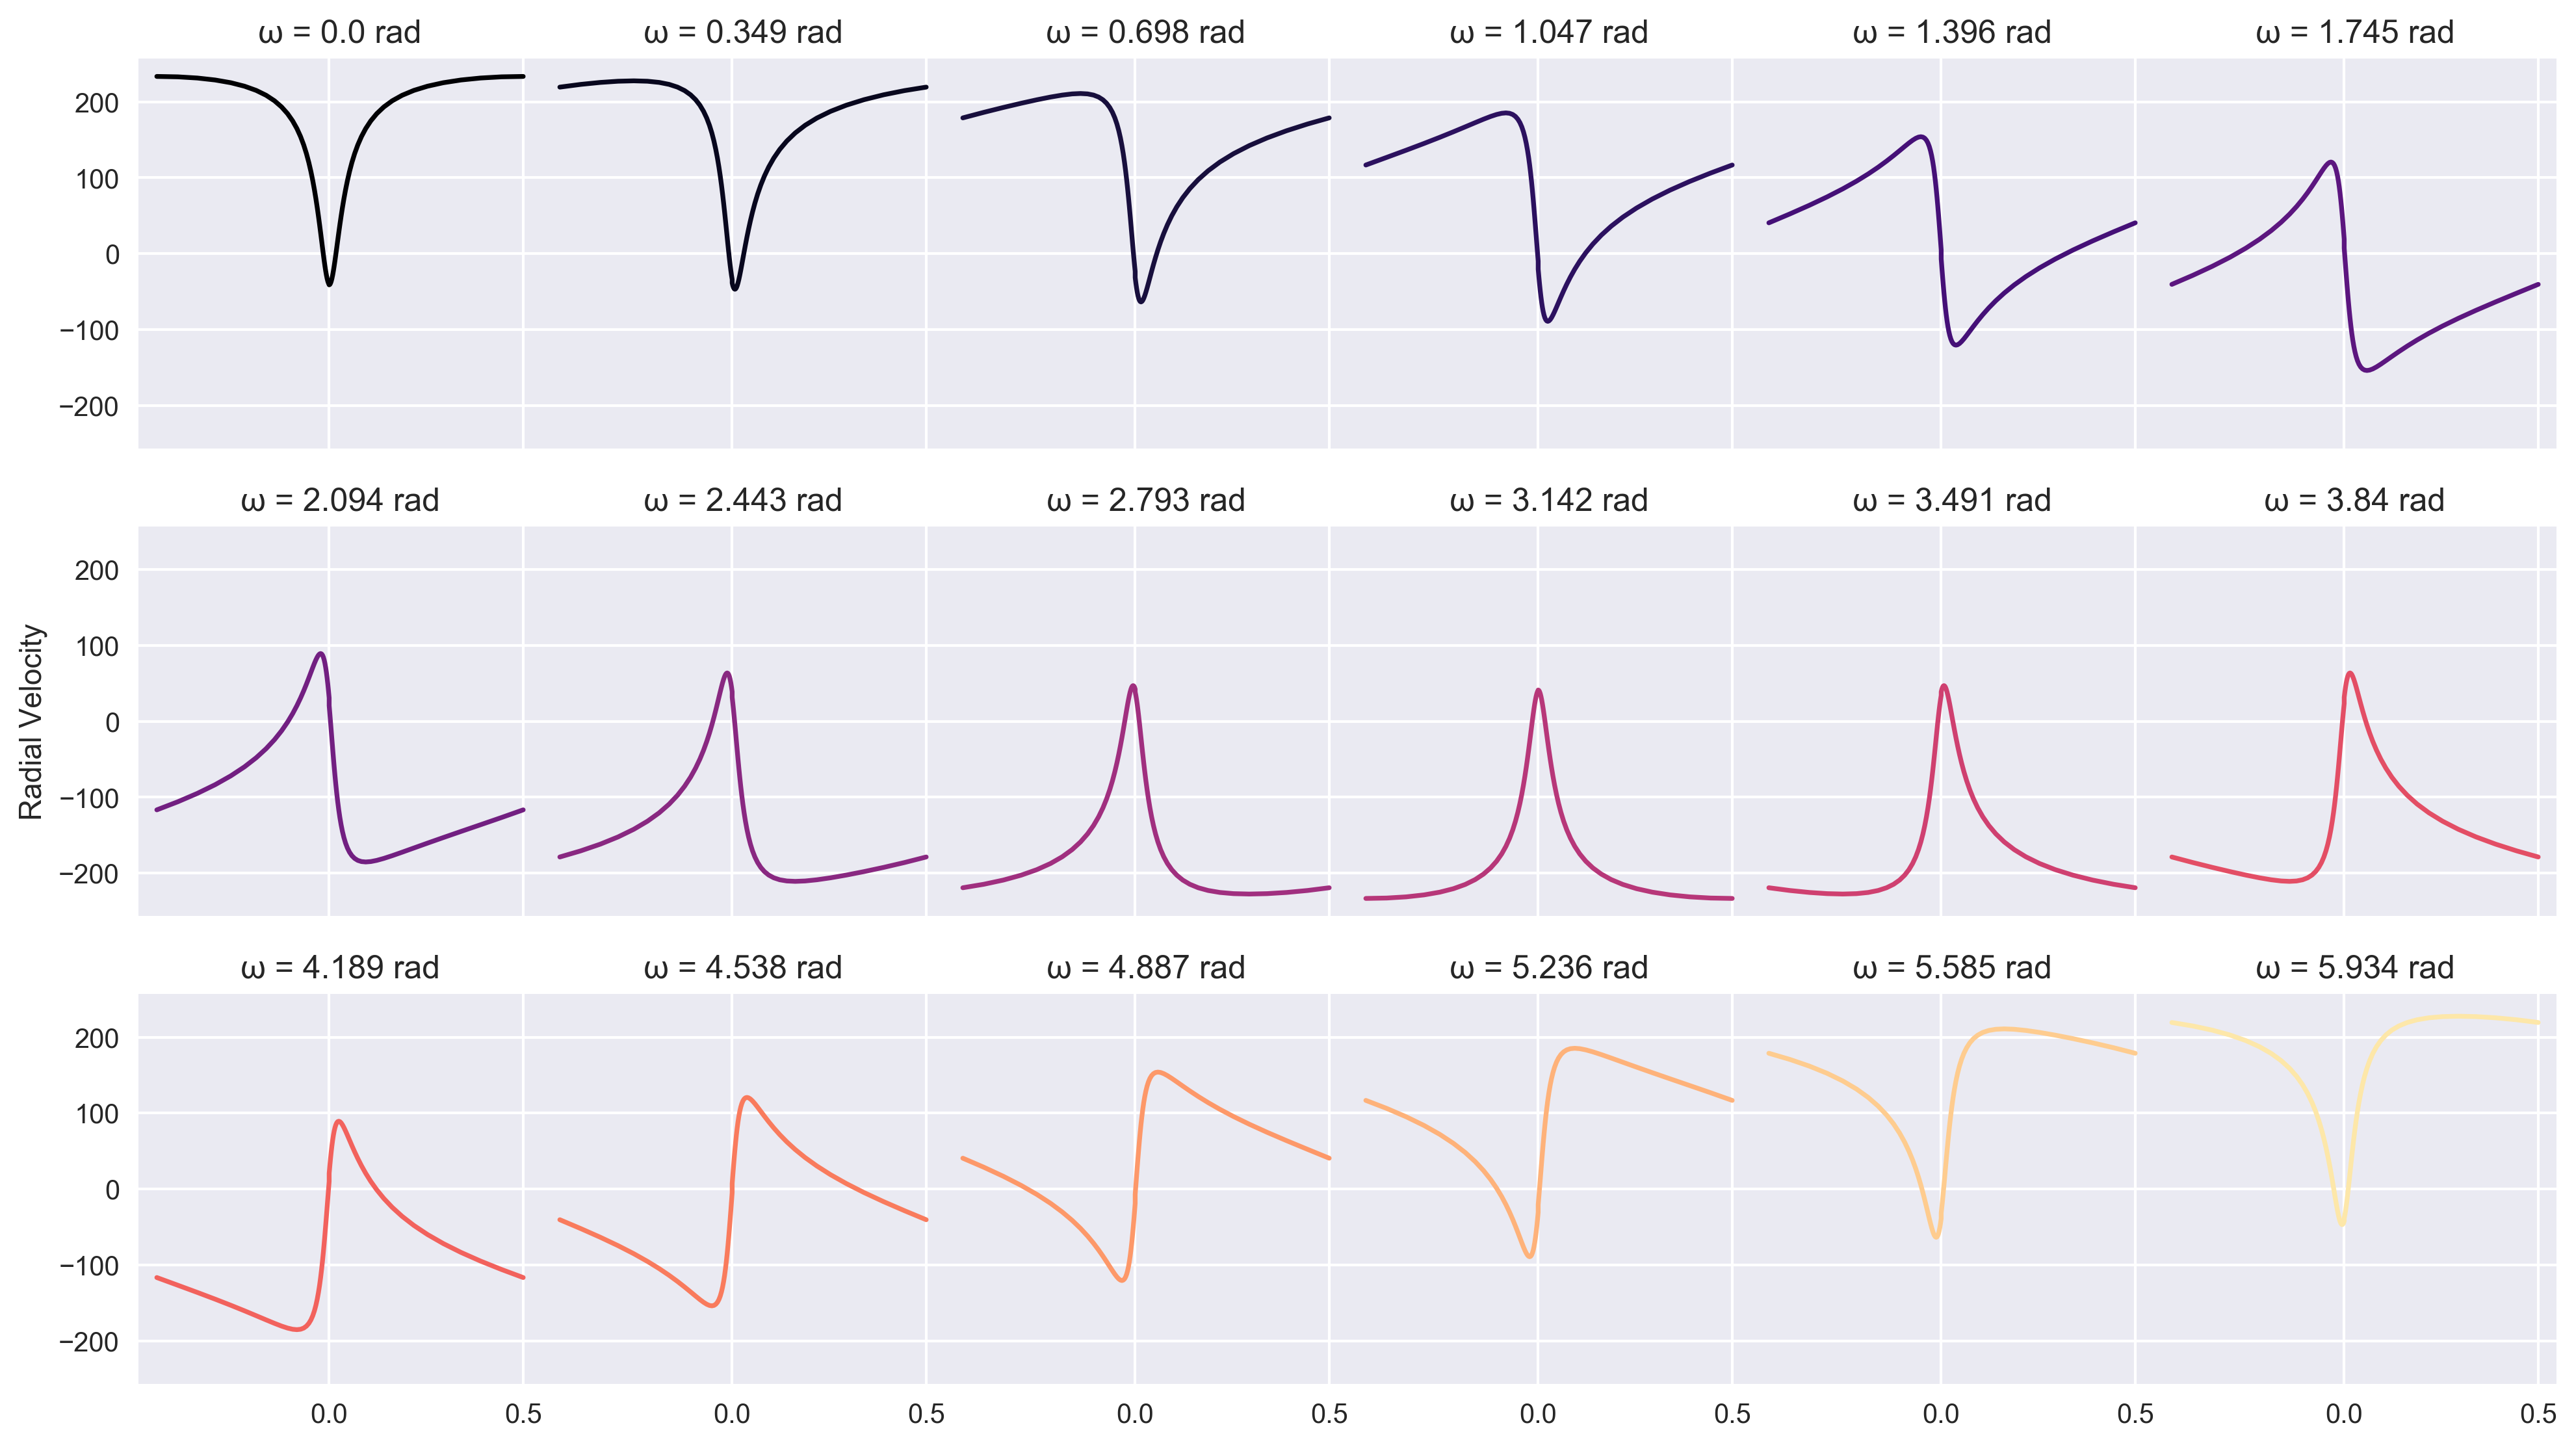 ω = 0.0 rad
ω = 0.349 rad
ω = 0.698 rad
ω = 1.047 rad
ω = 1.396 rad
ω = 1.745 rad
200
100
0
−100
−200
ω = 2.094 rad
ω = 2.443 rad
ω = 2.793 rad
ω = 3.142 rad
ω = 3.491 rad
ω = 3.84 rad
Radial Velocity
200
100
0
−100
−200
ω = 4.189 rad
ω = 4.538 rad
ω = 4.887 rad
ω = 5.236 rad
ω = 5.585 rad
ω = 5.934 rad
200
100
0
−100
−200
0.0 0.5 0.0 0.5 0.0 0.5 0.0 0.5 0.0 0.5 0.0 0.5